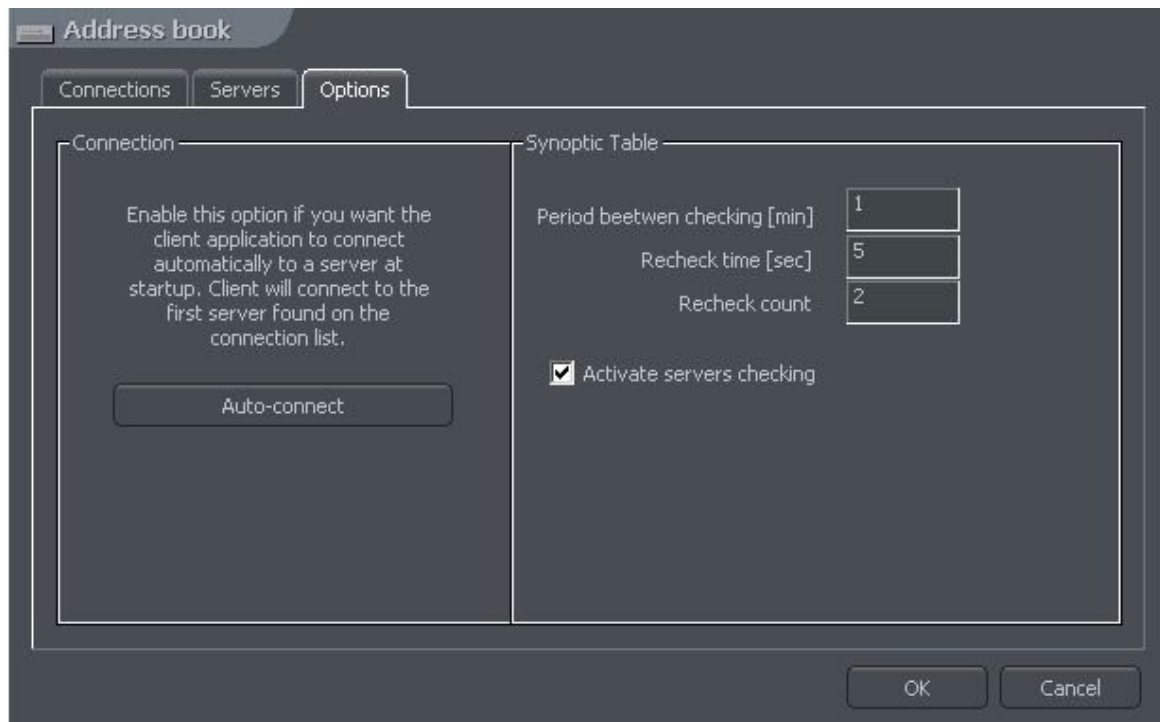 Address book
Connections
Servers
Options
Connection
Enable this option if you want the
client application to connect
automatically to a server at
startup. Client will connect to the
first server found on the
connection list.
Auto-connect
Synoptic Table
Period beetwen checking [min]
1
Recheck time [sec]
5
Recheck count
2
Activate servers checking
OK
Cancel